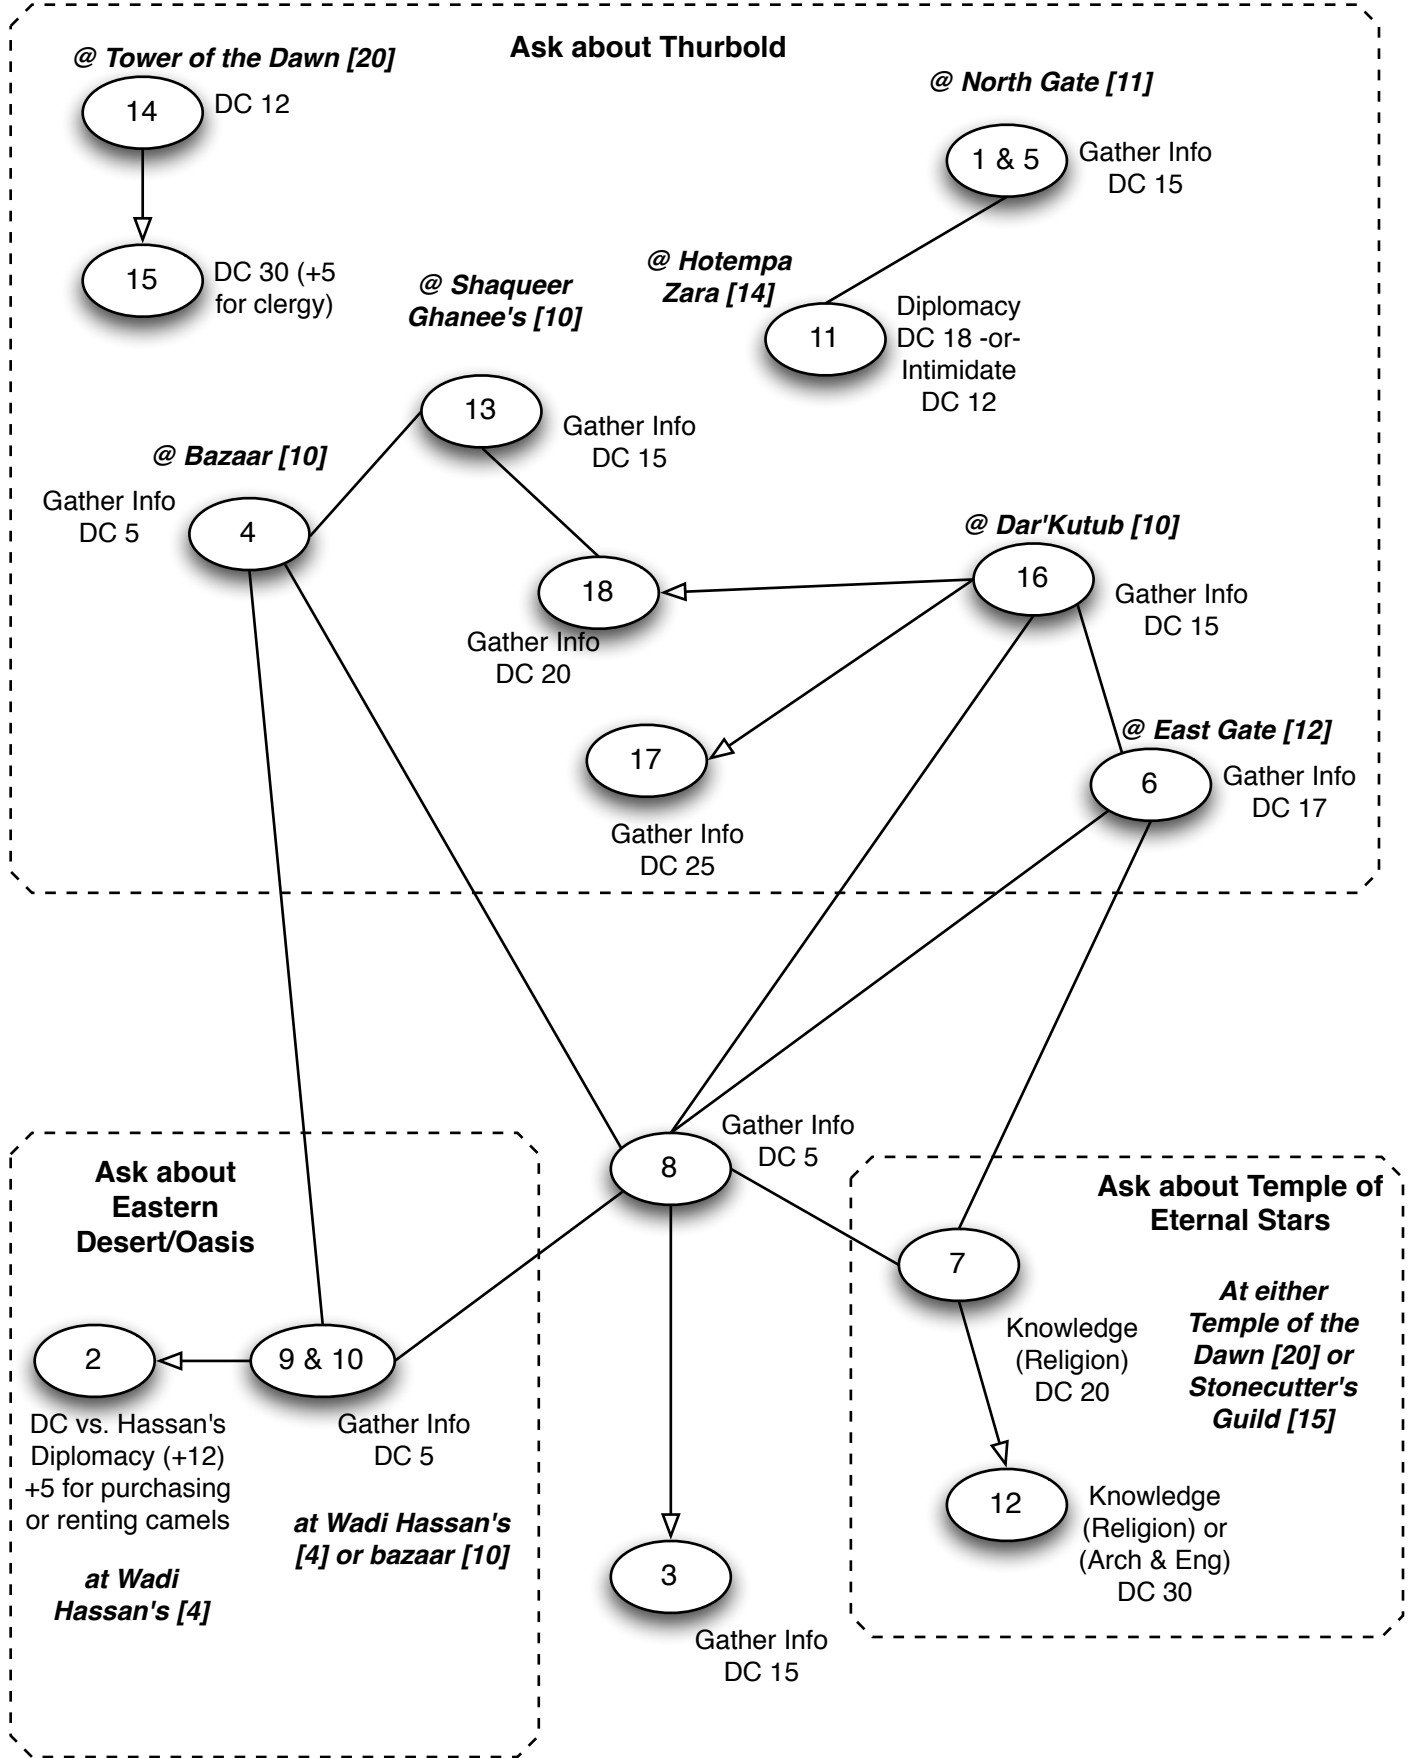 Ask about Thurbold
@ Tower of the Dawn [20]
14
DC 12
15
DC 30 (+5
for clergy)
@ North Gate [11]
1 & 5
Gather Info
DC 15
@ Hotempa
Zara [14]
11
Diplomacy
DC 18 -or-
Intimidate
DC 12
@ Shaqueer
Ghanee's [10]
13
Gather Info
DC 15
@ Bazaar [10]
Gather Info
DC 5
4
18
Gather Info
DC 20
@ Dar'Kutub [10]
16
Gather Info
DC 15
17
Gather Info
DC 25
@ East Gate [12]
6
Gather Info
DC 17
8
Gather Info
DC 5
3
Gather Info
DC 15
Ask about
Eastern
Desert/Oasis
2
DC vs. Hassan's
Diplomacy (+12)
+5 for purchasing
or renting camels
at Wadi
Hassan's [4]
9 & 10
Gather Info
DC 5
at Wadi Hassan's
[4] or bazaar [10]
Ask about Temple of
Eternal Stars
7
Knowledge
(Religion)
DC 20
At either
Temple of the
Dawn [20] or
Stonecutter's
Guild [15]
12
Knowledge
(Religion) or
(Arch & Eng)
DC 30